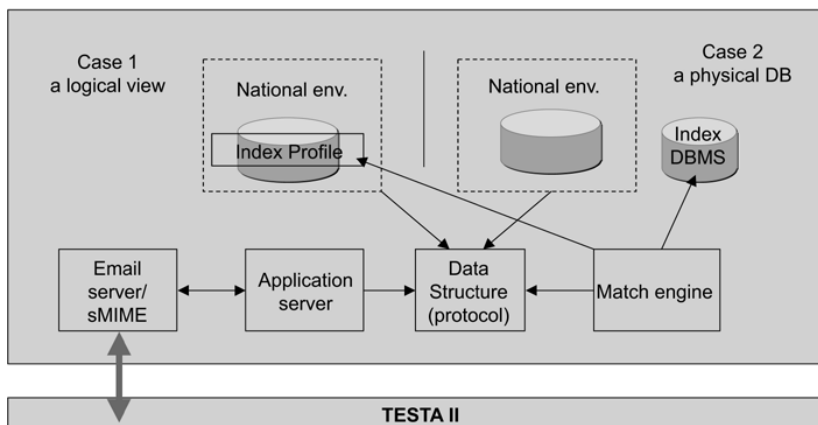 Case 1
a logical view
National env.
Index Profile
National env.
Case 2
a physical DB
Index
DBMS
Email
server/
sMIME
Application
server
Data
Structure
(protocol)
Match engine
TESTA II